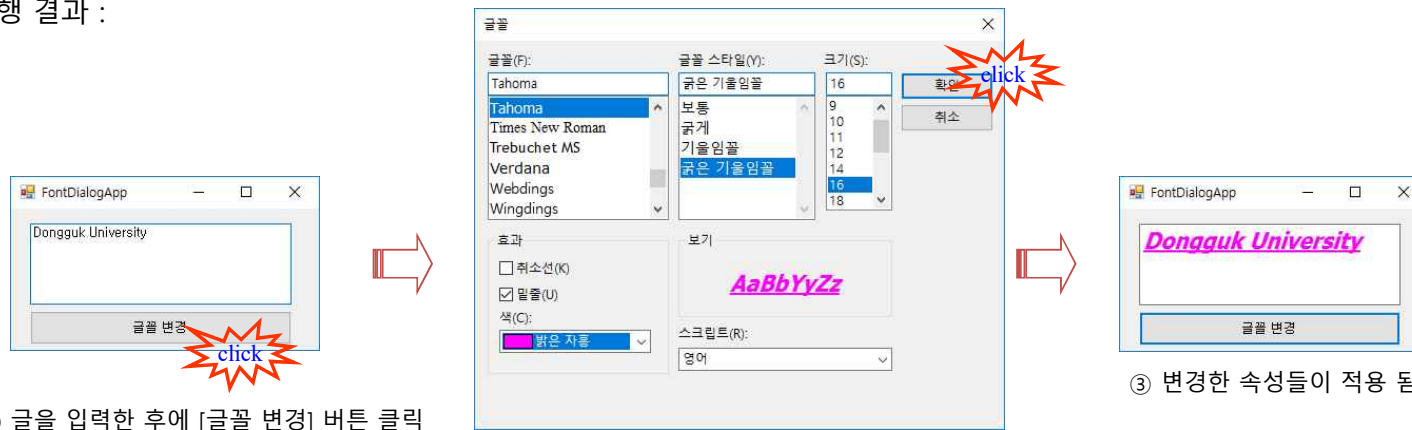 행 결과 :
FontDialogApp
Dongguk University
글꼴 변경
click
글을 입력한 후에 [글꼴 변경] 버튼 클릭
글꼴
글꼴(F):
Tahoma
Tahoma
Times New Roman
Trebuchet MS
Verdana
Webdings
Wingdings
글꼴 스타일(Y):
굵은 기울임꼴
보통
굵게
기울임꼴
굵은 기울임꼴
크기(S):
16
9
10
11
12
14
16
18
확인
click
취소
효과
취소선(K)
밑줄(U)
색(C):
밝은 자홍
보기
AaBbYyZz
스크립트(R):
영어
FontDialogApp
Dongguk University
글꼴 변경
③ 변경한 속성들이 적용 됨